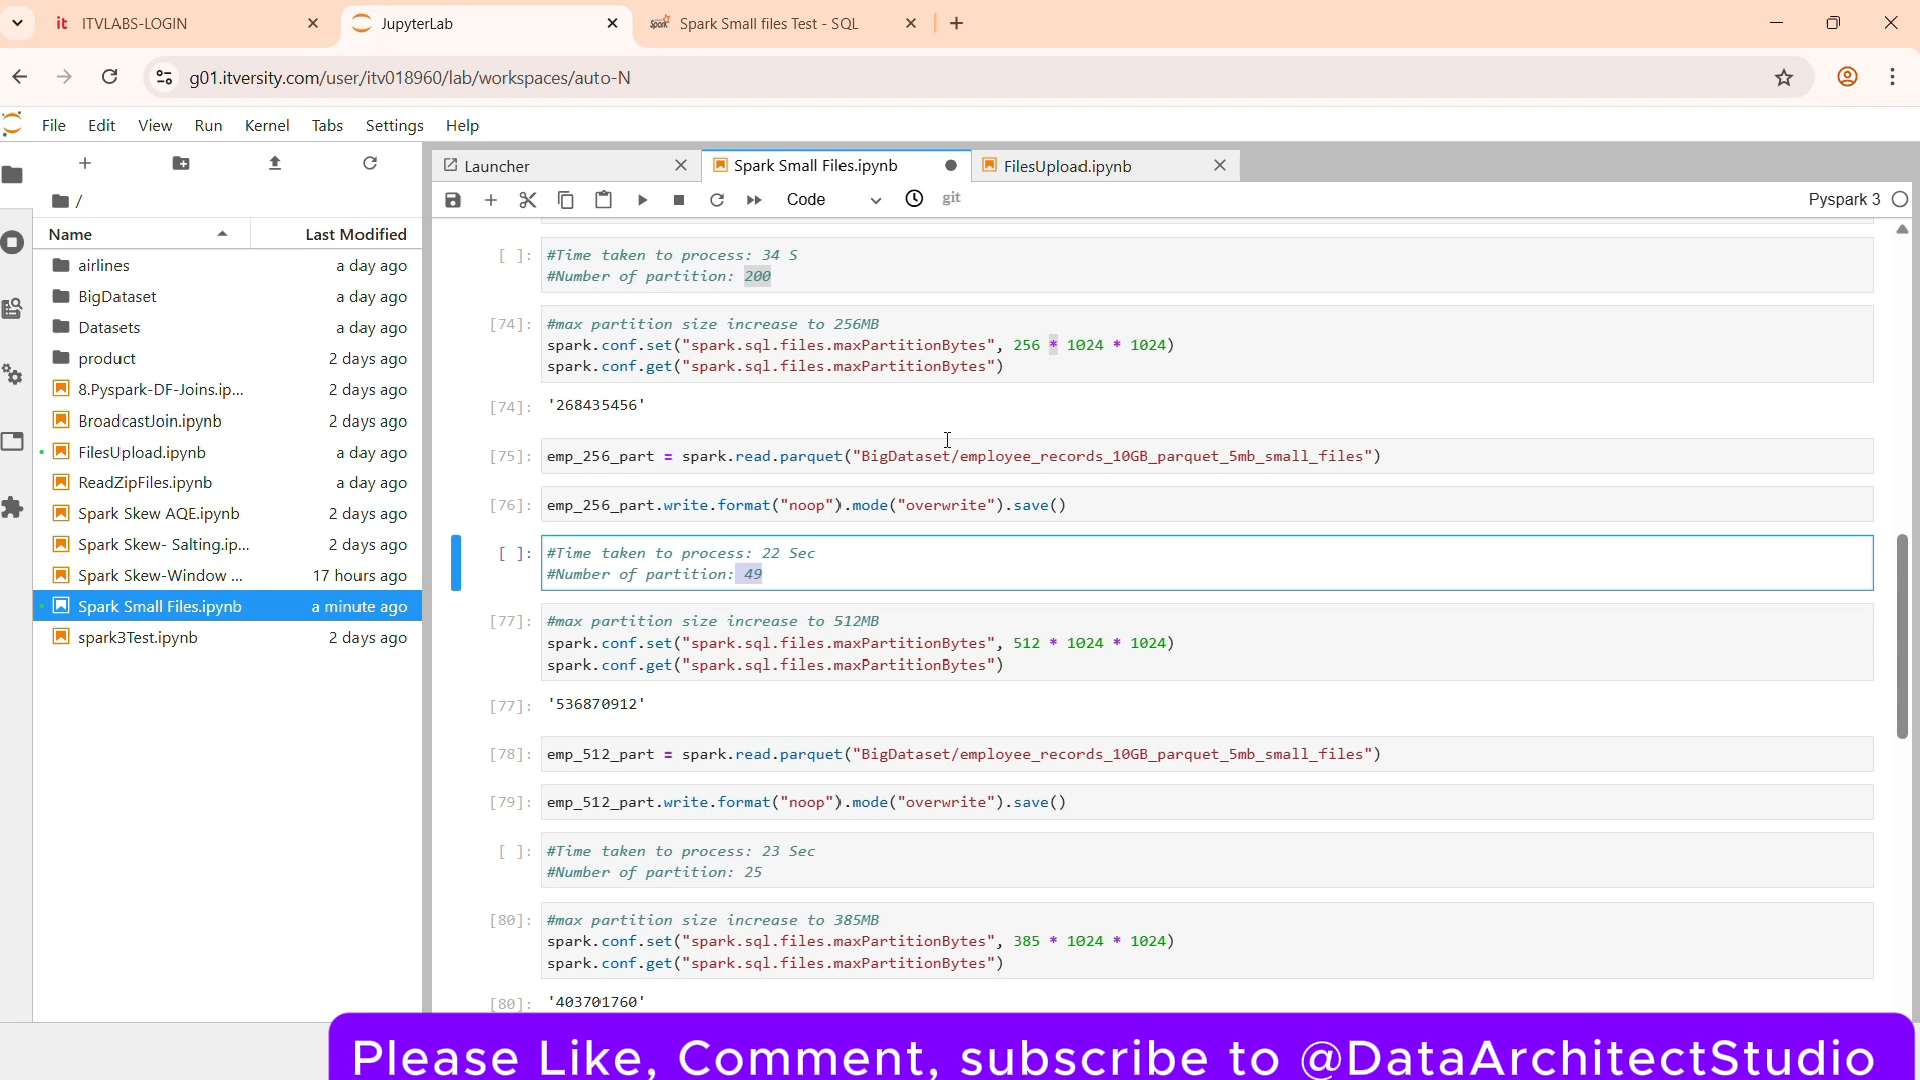 ITVLABS-LOGIN
JupyterLab
Spark Small files Test - SQL
g01.itversity.com/user/itv018960/lab/workspaces/auto-N
File Edit View Run Kernel Tabs Settings Help
Launcher
Spark Small Files.ipynb
FilesUpload.ipynb
/
Code
git
Pyspark 3
Name Last Modified
airlines a day ago
BigDataset a day ago
Datasets a day ago
product 2 days ago
8.Pyspark-DF-Joins.ip... 2 days ago
BroadcastJoin.ipynb 2 days ago
FilesUpload.ipynb a day ago
ReadZipFiles.ipynb a day ago
Spark Skew AQE.ipynb 2 days ago
Spark Skew- Salting.ip... 2 days ago
Spark Skew-Window ... 17 hours ago
Spark Small Files.ipynb a minute ago
spark3Test.ipynb 2 days ago
[ ]: #Time taken to process: 34 S
#Number of partition: 200
[74]: #max partition size increase to 256MB
spark.conf.set("spark.sql.files.maxPartitionBytes", 256 * 1024 * 1024)
spark.conf.get("spark.sql.files.maxPartitionBytes")
[74]: '268435456'
[75]: emp_256_part = spark.read.parquet("BigDataset/employee_records_10GB_parquet_5mb_small_files")
[76]: emp_256_part.write.format("noop").mode("overwrite").save()
[ ]: #Time taken to process: 22 Sec
#Number of partition: 49
[77]: #max partition size increase to 512MB
spark.conf.set("spark.sql.files.maxPartitionBytes", 512 * 1024 * 1024)
spark.conf.get("spark.sql.files.maxPartitionBytes")
[77]: '536870912'
[78]: emp_512_part = spark.read.parquet("BigDataset/employee_records_10GB_parquet_5mb_small_files")
[79]: emp_512_part.write.format("noop").mode("overwrite").save()
[ ]: #Time taken to process: 23 Sec
#Number of partition: 25
[80]: #max partition size increase to 385MB
spark.conf.set("spark.sql.files.maxPartitionBytes", 385 * 1024 * 1024)
spark.conf.get("spark.sql.files.maxPartitionBytes")
[80]: '403701760'
Please Like, Comment, subscribe to @DataArchitectStudio